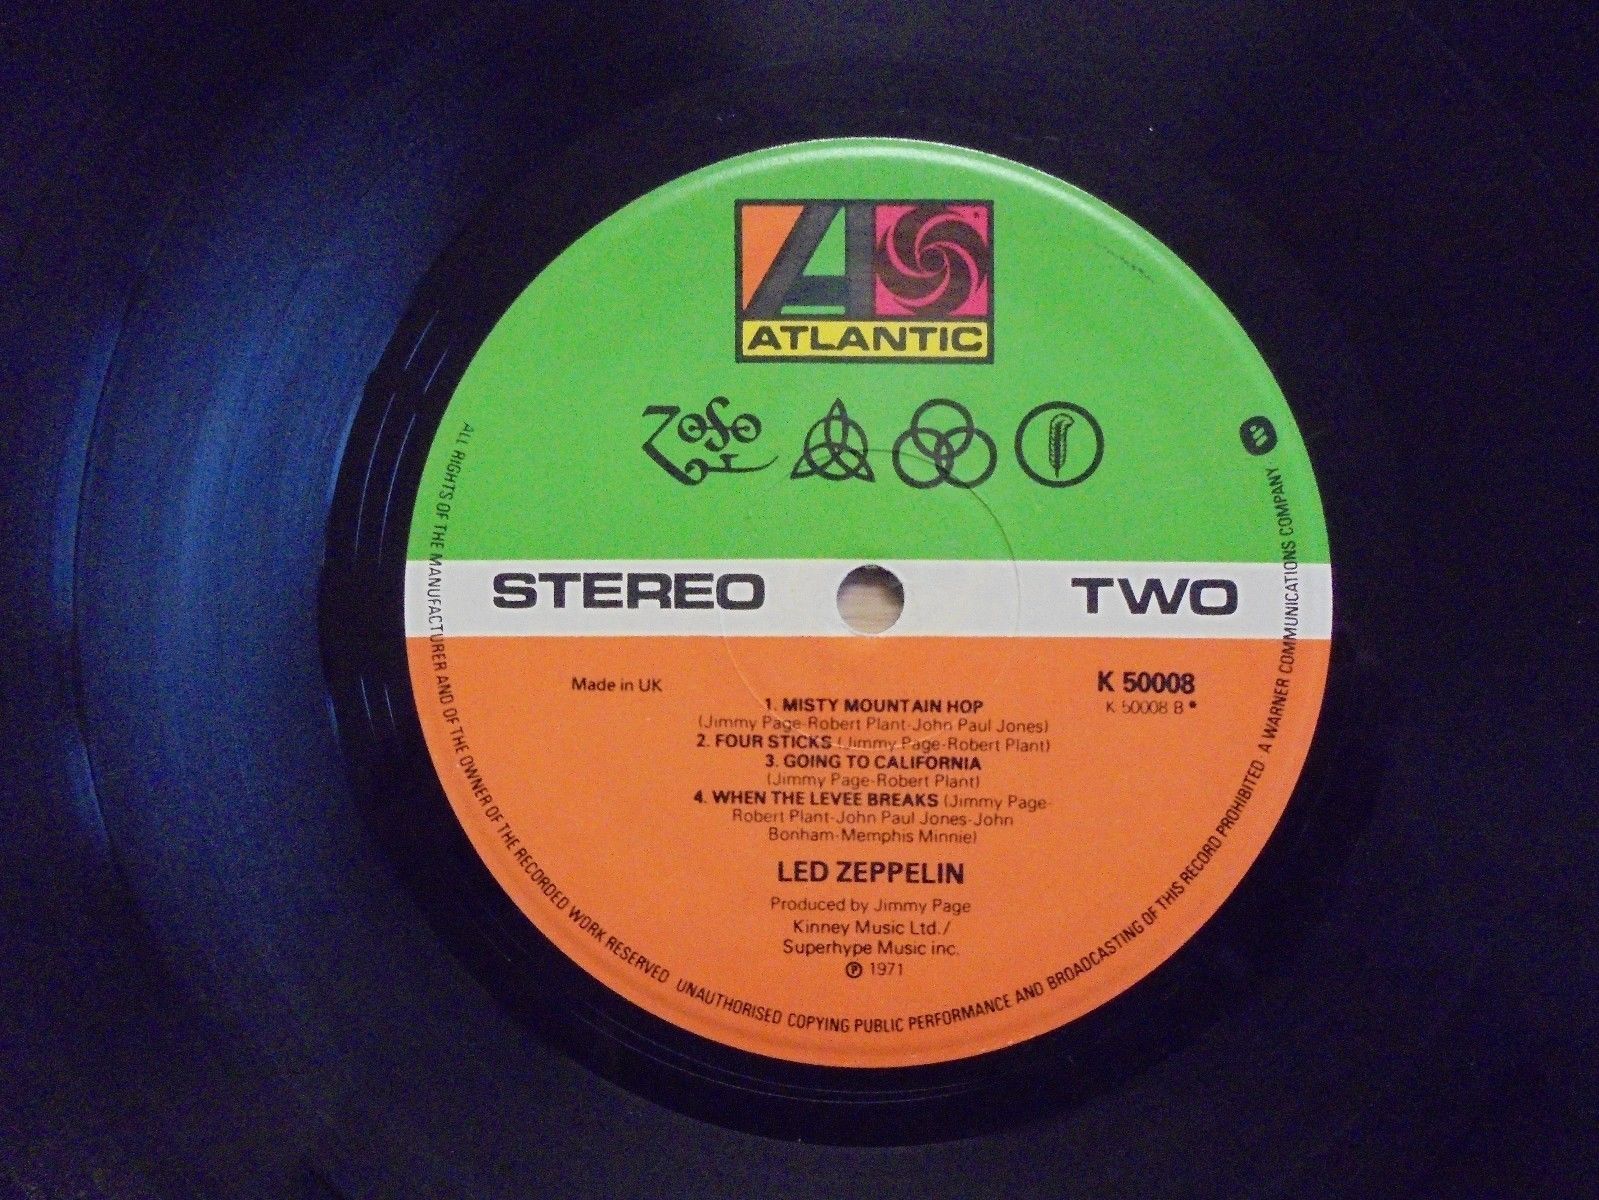 ATLANTIC
STEREO
TWO
Made in UK
K 50008
K 50008 B
1. MISTY MOUNTAIN HOP
(Jimmy Page-Robert Plant-John Paul Jones)
2. FOUR STICKS (Jimmy Page-Robert Plant)
3. GOING TO CALIFORNIA
(Jimmy Page-Robert Plant)
4. WHEN THE LEVEE BREAKS (Jimmy Page-
Robert Plant-John Paul Jones-John
Bonham-Memphis Minnie)
LED ZEPPELIN
Produced by Jimmy Page
Kinney Music Ltd./
Superhype Music inc.
℗ 1971
ALL RIGHTS OF THE MANUFACTURER AND OF THE OWNER OF THE RECORDED WORK RESERVED UNAUTHORISED COPYING PUBLIC PERFORMANCE AND BROADCASTING OF THIS RECORD PROHIBITED · A WARNER COMMUNICATIONS COMPANY